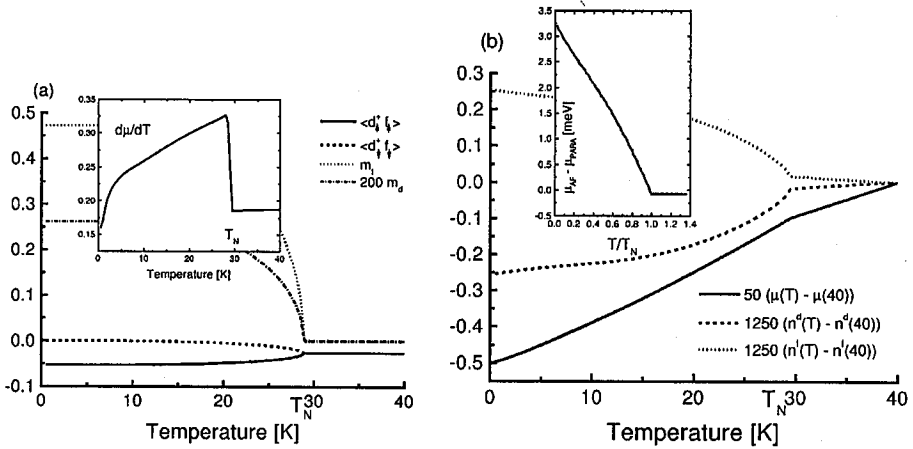 (a)
0.5
0.4
0.3
0.2
0.1
0.0
-0.1
0
10
20
T_N
30
40
Temperature [K]
0.35
0.30
0.25
0.20
0.15
dμ/dT
T_N
0
10
20
30
40
Temperature [K]
<d↓⁺ f↓>
<d↑⁺ f↑>
m_f
200 m_d
(b)
0.3
0.2
0.1
0.0
-0.1
-0.2
-0.3
-0.4
-0.5
0
10
20
T_N
30
40
Temperature [K]
3.5
3.0
2.5
2.0
1.5
1.0
0.5
0.0
-0.5
μ_AF - μ_PARA [meV]
0.0 0.2 0.4 0.6 0.8 1.0 1.2 1.4
T/T_N
50 (μ(T) - μ(40))
1250 (n^d(T) - n^d(40))
1250 (n^f(T) - n^f(40))